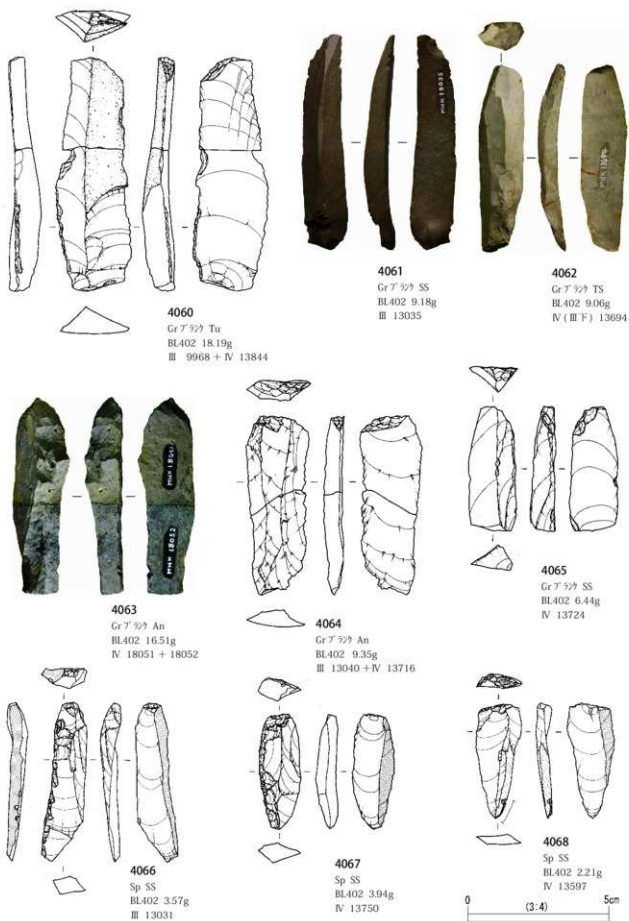 4060
Gr ブランク Tu
BL402 18.19g
Ⅲ 9968 + Ⅳ 13844
4061
Gr ブランク SS
BL402 9.18g
Ⅲ 13035
4062
Gr ブランク TS
BL402 9.06g
Ⅳ (Ⅲ下) 13694
4063
Gr ブランク An
BL402 16.51g
Ⅳ 18051 + 18052
4064
Gr ブランク An
BL402 9.35g
Ⅲ 13040 + Ⅳ 13716
4065
Gr ブランク SS
BL402 6.44g
Ⅳ 13724
4066
Sp SS
BL402 3.57g
Ⅲ 13031
4067
Sp SS
BL402 3.94g
Ⅳ 13750
4068
Sp SS
BL402 2.21g
Ⅳ 13597
0 (3:4) 5cm